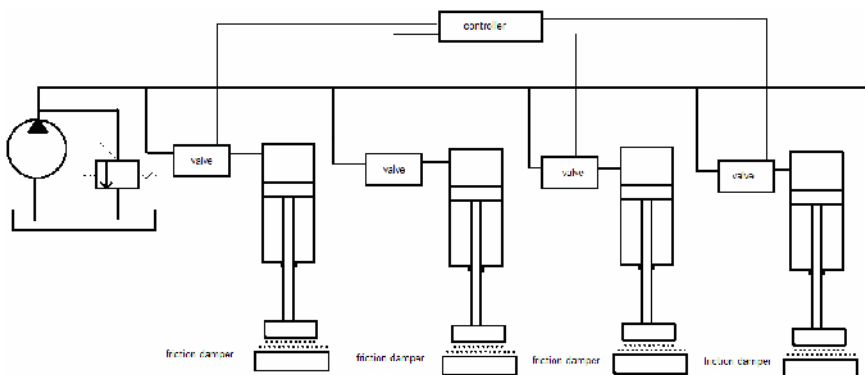 controller
valve
valve
valve
valve
friction damper
friction damper
friction damper
friction damper